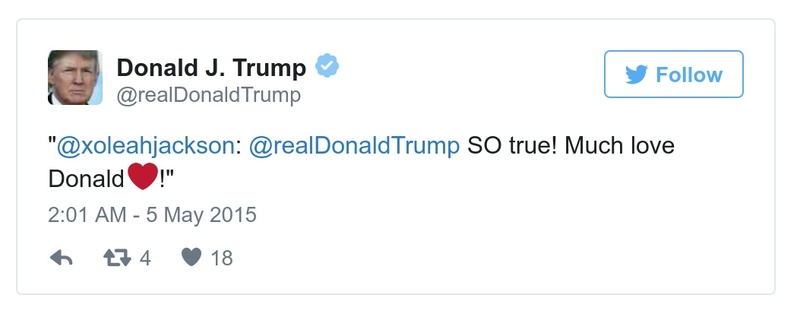 Donald J. Trump
@realDonaldTrump
Follow
"@xoleahjackson: @realDonaldTrump SO true! Much love
Donald❤️!"
2:01 AM - 5 May 2015
4 18